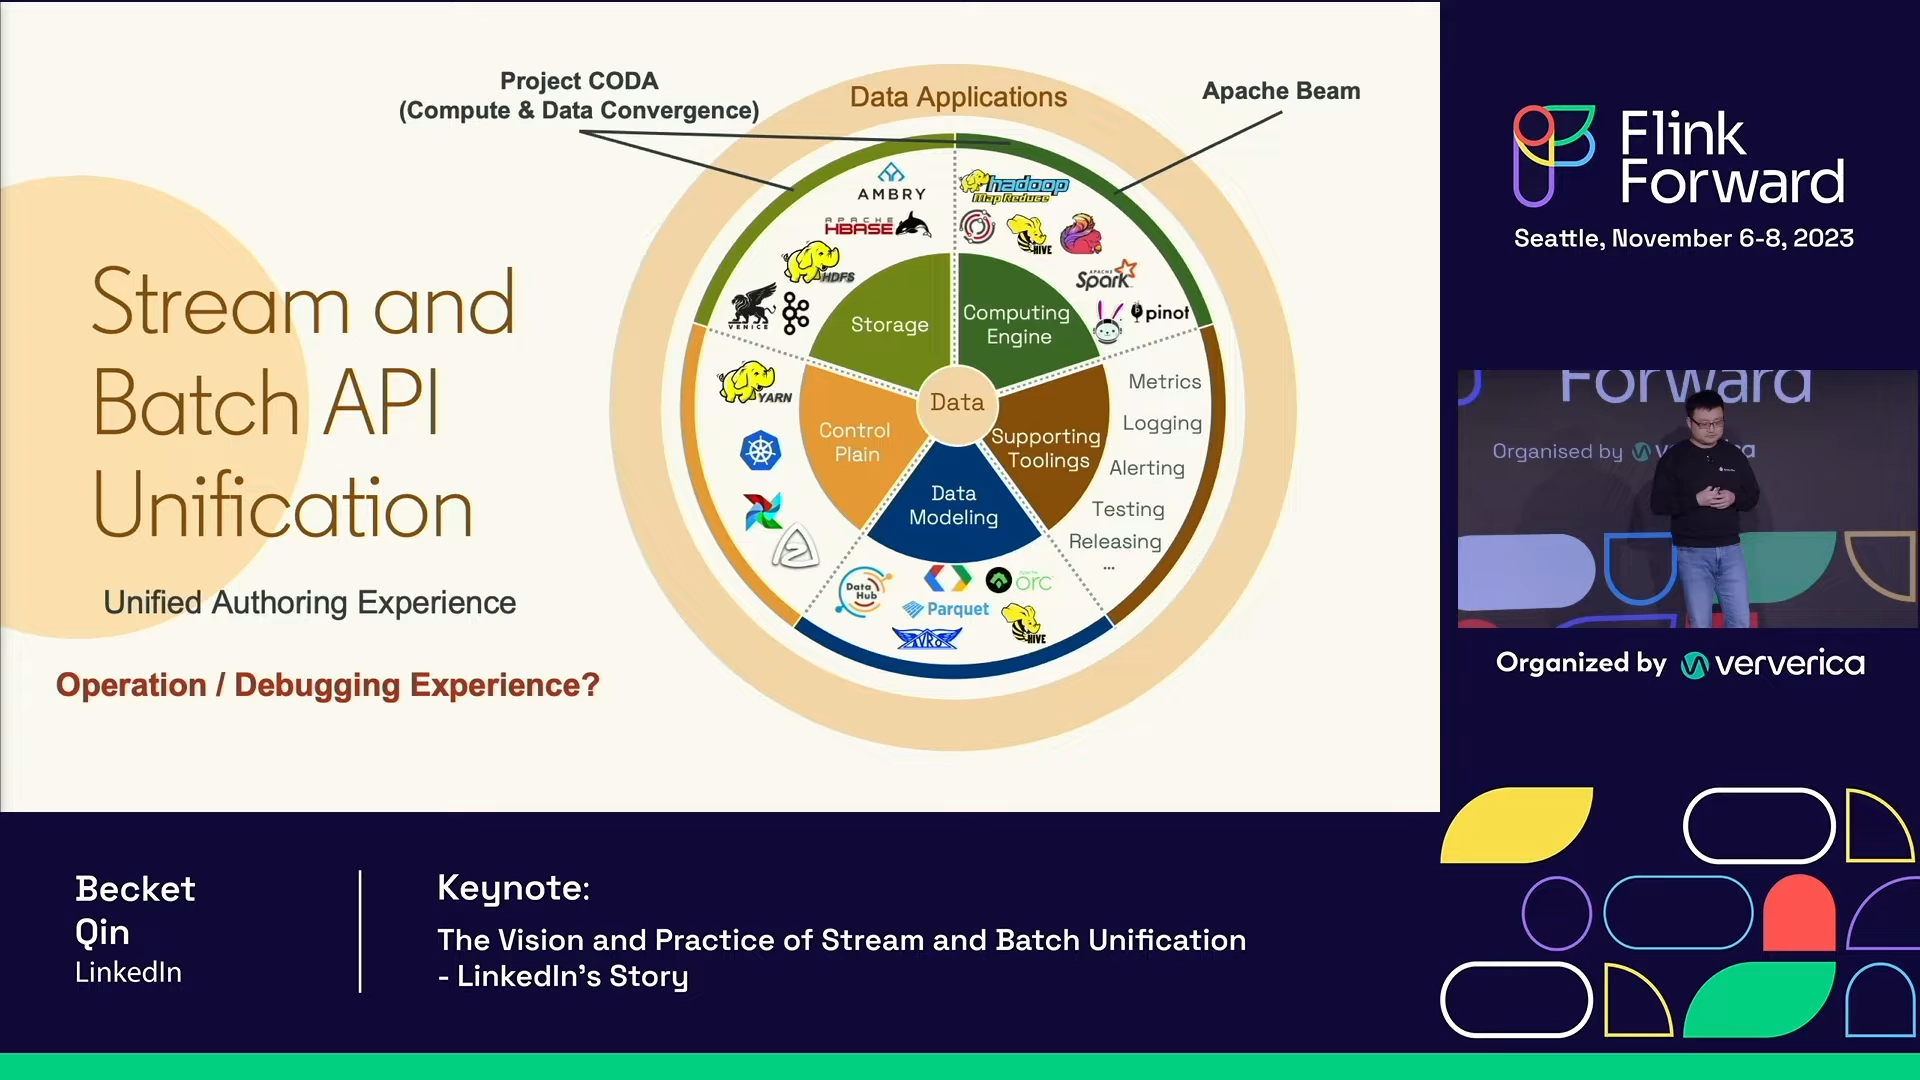 Project CODA
(Compute & Data Convergence)
Data Applications
Apache Beam
AMBRY
hadoop
Map Reduce
APACHE
HBASE
HIVE
HDFS
APACHE
Spark
VENICE
pinot
Storage
Computing
Engine
Stream and
Batch API
Unification
Unified Authoring Experience
Operation / Debugging Experience?
YARN
Data
Control
Plain
Supporting
Toolings
Data
Modeling
Metrics
Logging
Alerting
Testing
Releasing
...
Data
Hub
orc
Parquet
AVRO
HIVE
Flink
Forward
Seattle, November 6-8, 2023
Forward
Organised by
Organized by ververica
Becket
Qin
LinkedIn
Keynote:
The Vision and Practice of Stream and Batch Unification
- LinkedIn's Story